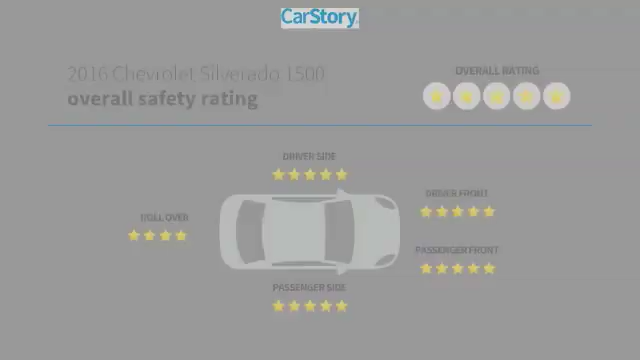 CarStory
2016 Chevrolet Silverado 1500
overall safety rating
OVERALL RATING
DRIVER SIDE
DRIVER FRONT
ROLL OVER
PASSENGER FRONT
PASSENGER SIDE